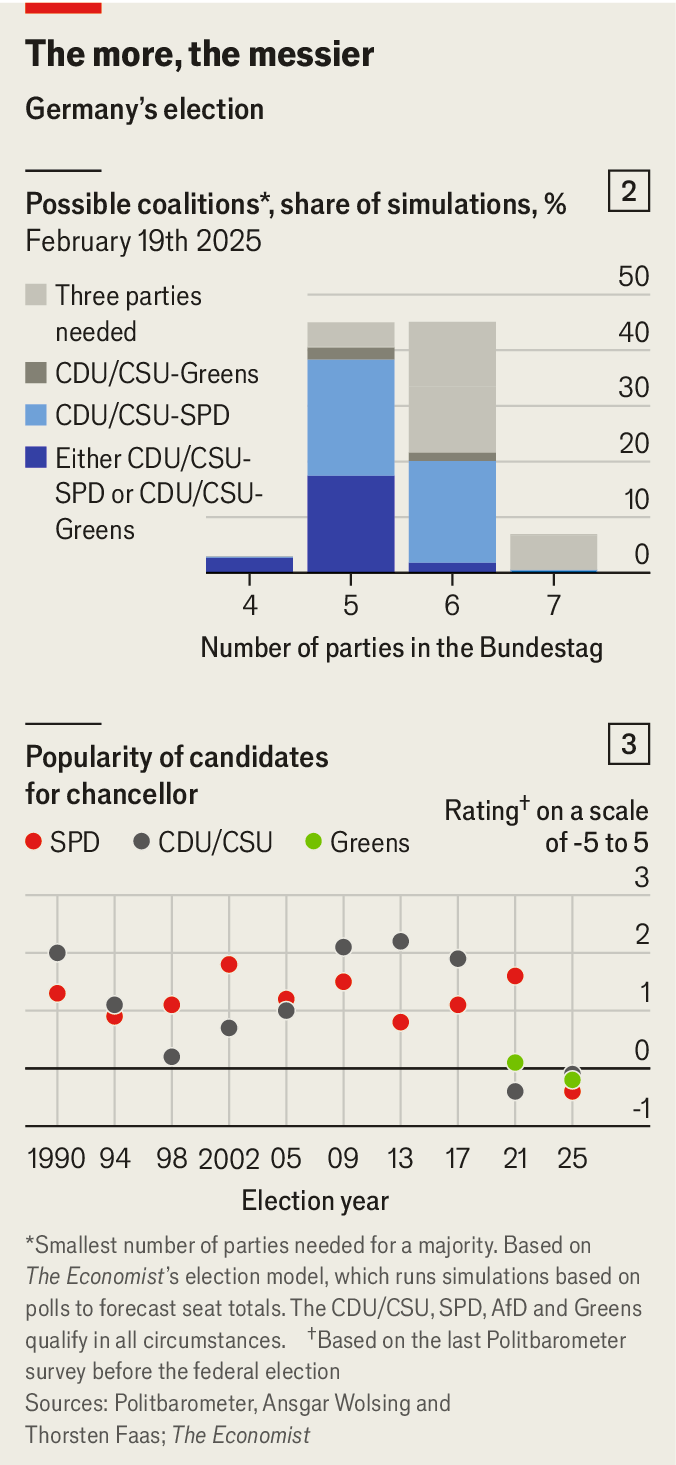 The more, the messier
Germany’s election
2
Possible coalitions*, share of simulations, %
February 19th 2025
Three parties
needed
CDU/CSU-Greens
CDU/CSU-SPD
Either CDU/CSU-
SPD or CDU/CSU-
Greens
50
40
30
20
10
0
4 5 6 7
Number of parties in the Bundestag
3
Popularity of candidates
for chancellor
Rating† on a scale
of -5 to 5
SPD CDU/CSU Greens
3
2
1
0
-1
1990 94 98 2002 05 09 13 17 21 25
Election year
*Smallest number of parties needed for a majority. Based on
The Economist’s election model, which runs simulations based on
polls to forecast seat totals. The CDU/CSU, SPD, AfD and Greens
qualify in all circumstances. †Based on the last Politbarometer
survey before the federal election
Sources: Politbarometer, Ansgar Wolsing and
Thorsten Faas; The Economist